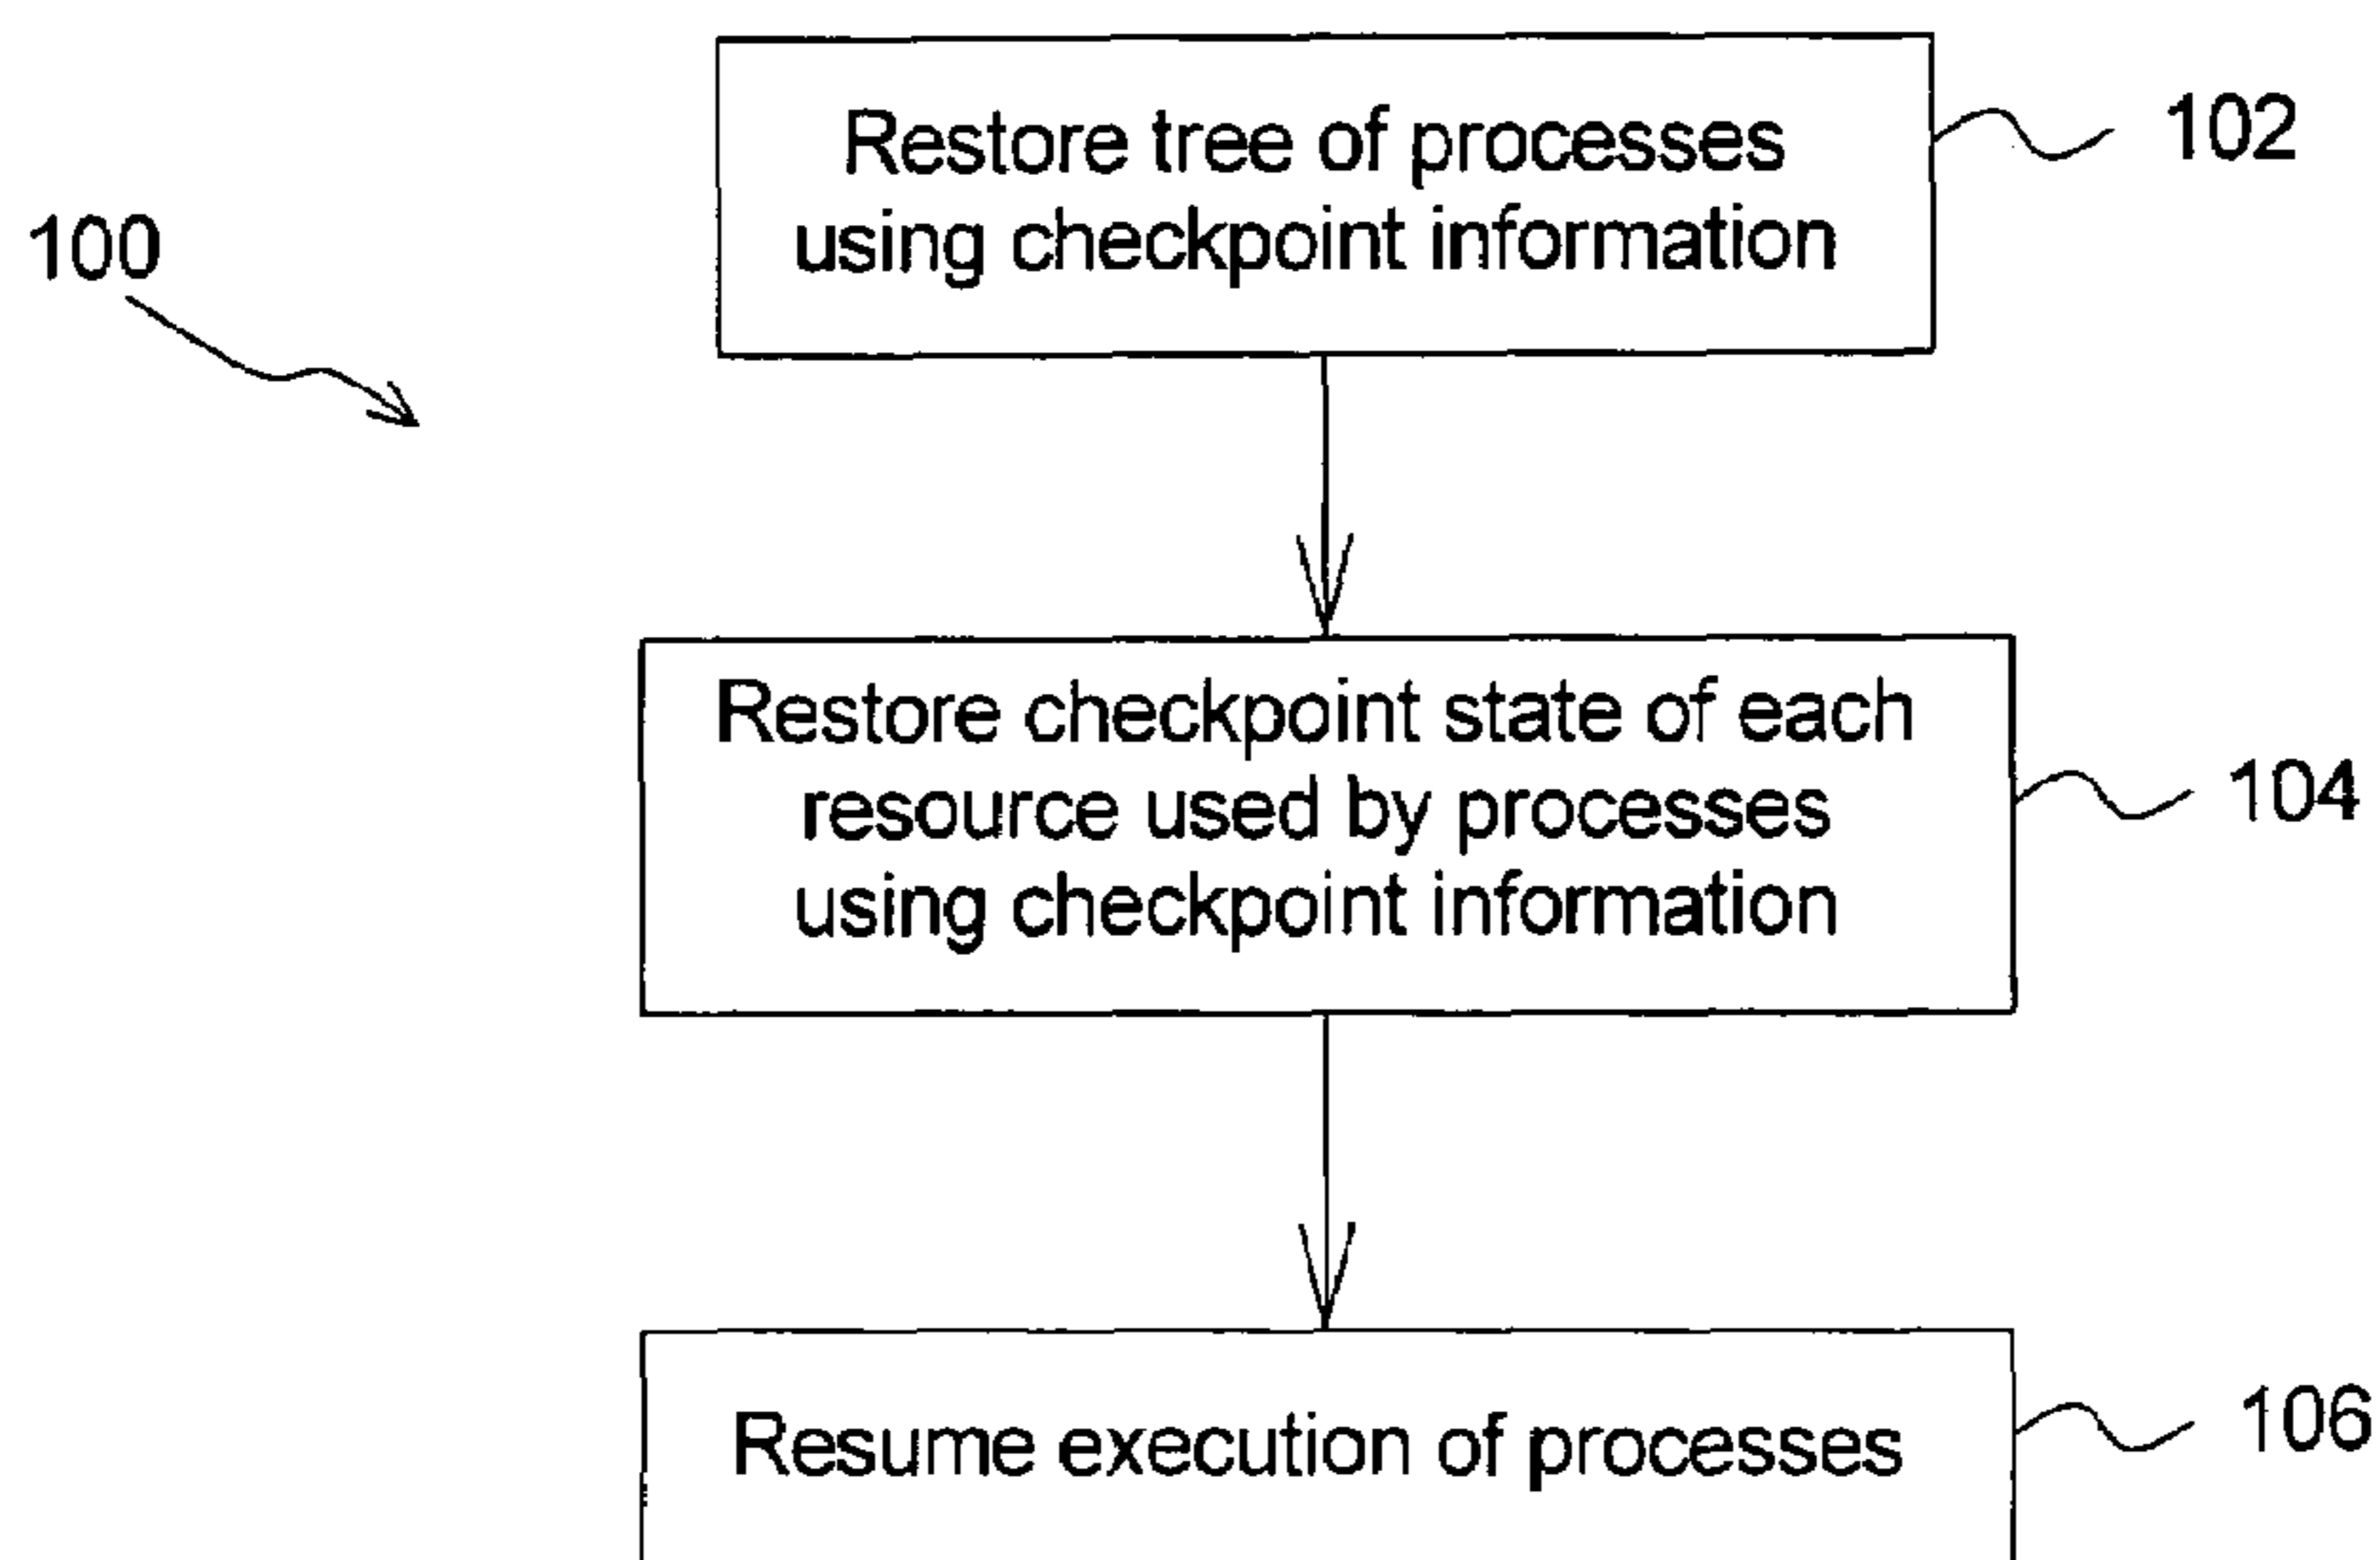 Restore tree of processes
using checkpoint information
102
100
Restore checkpoint state of each
resource used by processes
using checkpoint information
104
Resume execution of processes
106